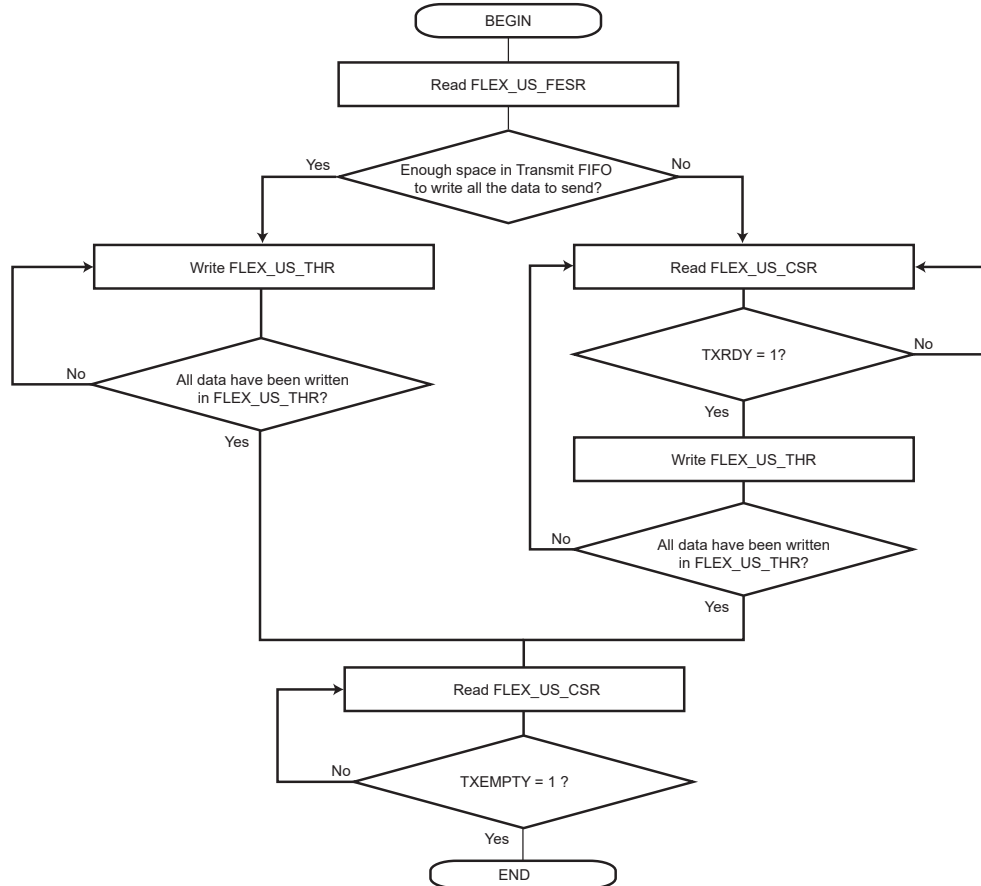 BEGIN
Read FLEX_US_FESR
Yes
Enough space in Transmit FIFO
to write all the data to send?
No
Write FLEX_US_THR
Read FLEX_US_CSR
TXRDY = 1?
No
No
All data have been written
in FLEX_US_THR?
Yes
Yes
Write FLEX_US_THR
No
All data have been written
in FLEX_US_THR?
Yes
Read FLEX_US_CSR
No
TXEMPTY = 1 ?
Yes
END